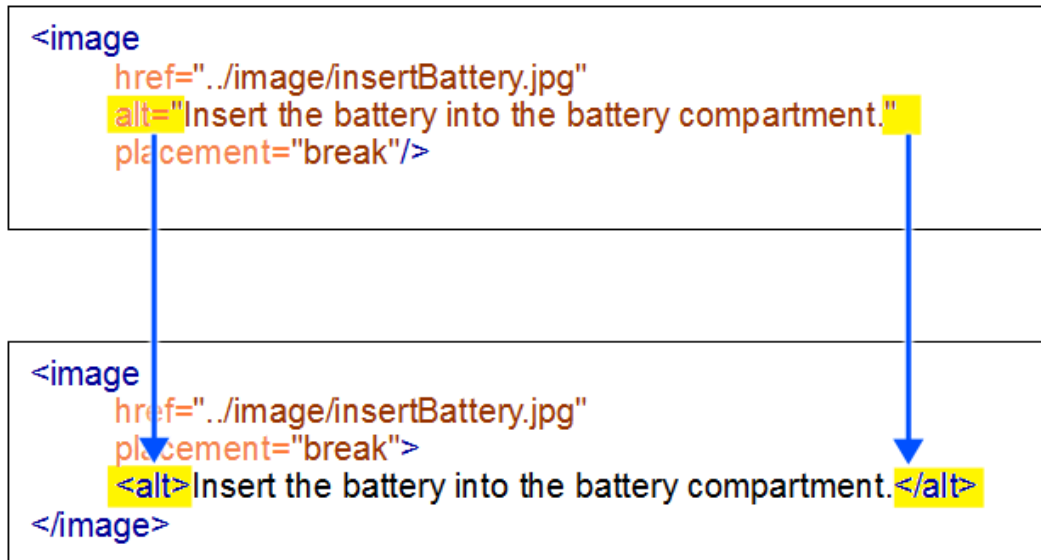 <image
href="../image/insertBattery.jpg"
alt="Insert the battery into the battery compartment."
placement="break"/>
<image
href="../image/insertBattery.jpg"
placement="break">
<alt>Insert the battery into the battery compartment.</alt>
</image>